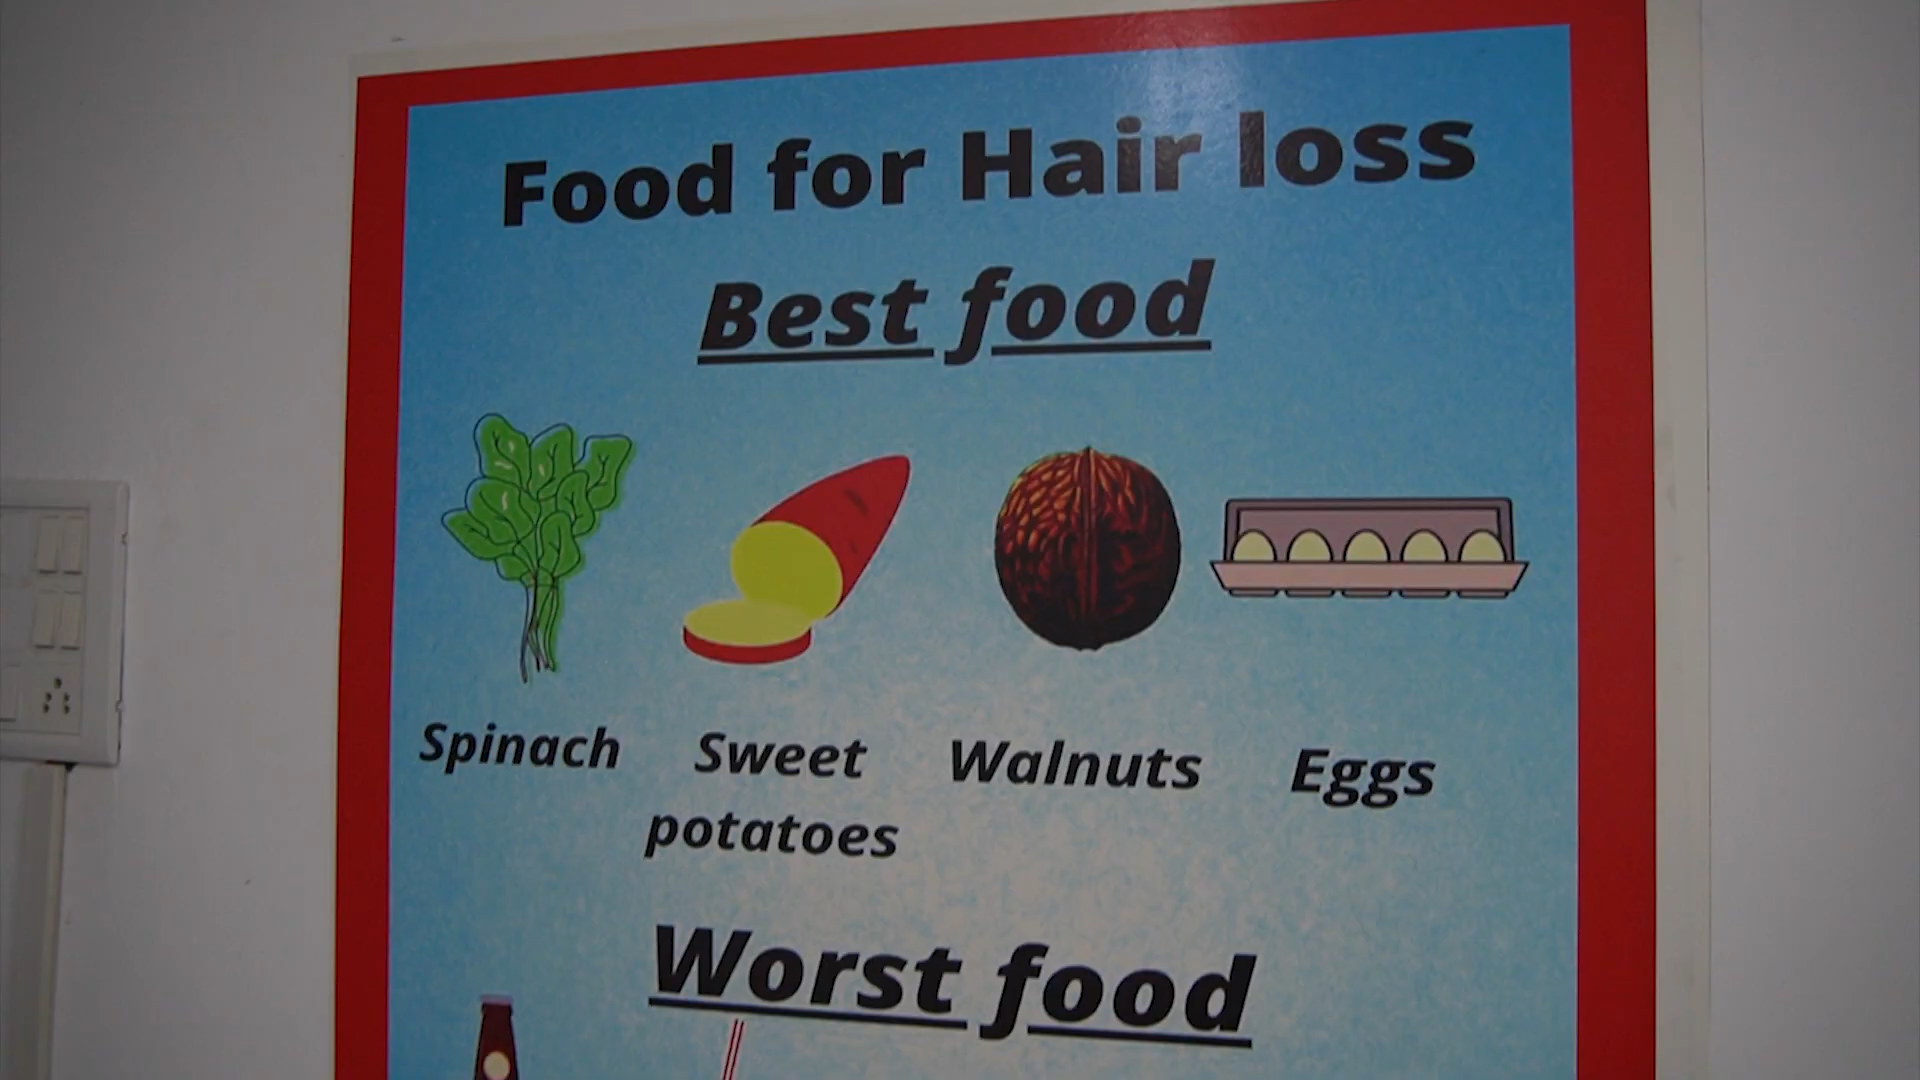 Food for Hair loss
Best food
Spinach
Sweet
potatoes
Walnuts
Eggs
Worst food